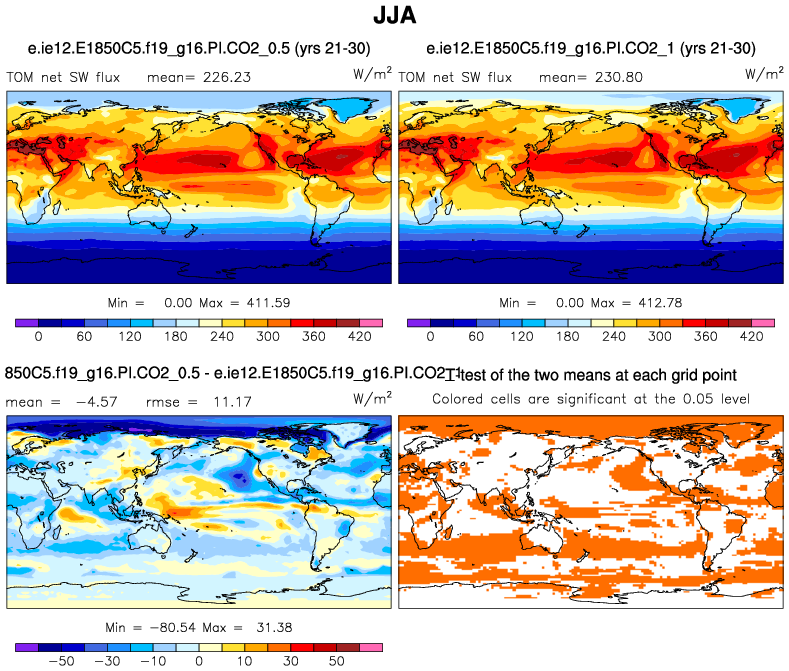 JJA
e.ie12.E1850C5.f19_g16.PI.CO2_0.5 (yrs 21-30)
TOM net SW flux mean= 226.23 W/m²
Min = 0.00 Max = 411.59
0 60 120 180 240 300 360 420
e.ie12.E1850C5.f19_g16.PI.CO2_1 (yrs 21-30)
TOM net SW flux mean= 230.80 W/m²
Min = 0.00 Max = 412.78
0 60 120 180 240 300 360 420
850C5.f19_g16.PI.CO2_0.5 - e.ie12.E1850C5.f19_g16.PI.CO2_1
mean = −4.57 rmse = 11.17 W/m²
Min = −80.54 Max = 31.38
−50 −30 −10 0 10 30 50
T-test of the two means at each grid point
Colored cells are significant at the 0.05 level